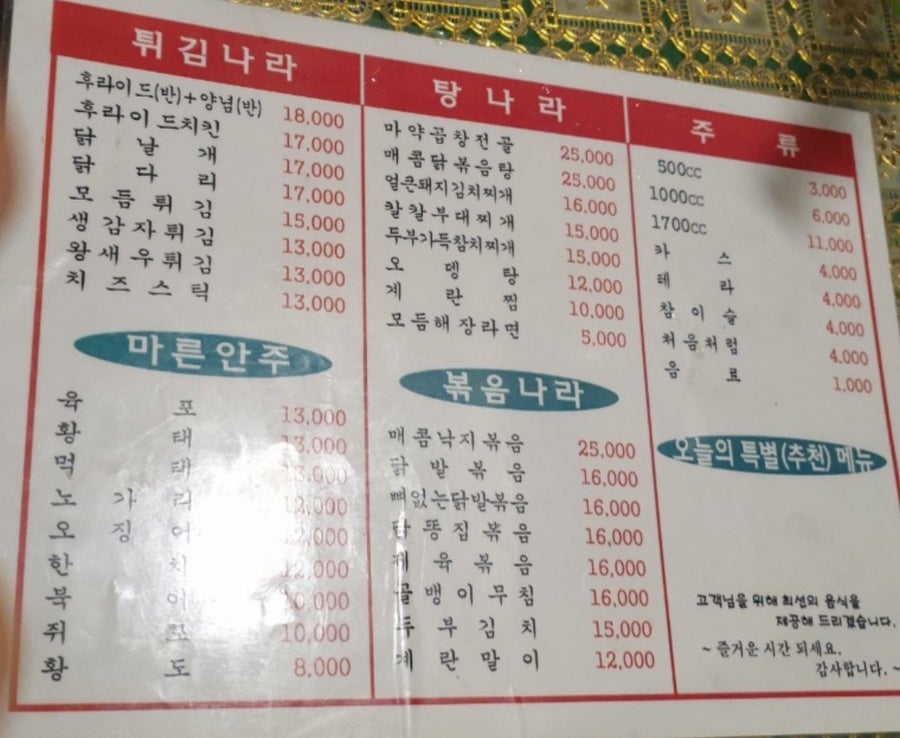 튀김나라
후라이드(반)+양념(반) 18,000
후라이드치킨 17,000
닭날개 17,000
닭다리 17,000
모듬튀김 15,000
생감자튀김 13,000
왕새우튀김 13,000
치즈스틱 13,000
마른안주
육포 13,000
황태 13,000
먹태 13,000
노가리 12,000
오징어 12,000
한치 12,000
북어 10,000
쥐포 10,000
황도 8,000
탕나라
마약곱창전골 25,000
매콤닭볶음탕 25,000
얼큰돼지김치찌개 16,000
칼칼부대찌개 15,000
두부가득참치찌개 15,000
오뎅탕 12,000
계란찜 10,000
모듬해장라면 5,000
볶음나라
매콤낙지볶음 25,000
닭발볶음 16,000
뼈없는닭발볶음 16,000
닭똥집볶음 16,000
제육볶음 16,000
골뱅이무침 16,000
두부김치 15,000
계란말이 12,000
주류
500cc 3,000
1000cc 6,000
1700cc 11,000
카스 4,000
테라 4,000
참이슬 4,000
처음처럼 4,000
음료 1,000
오늘의 특별(추천) 메뉴
고객님을 위해 최선의 음식을
제공해 드리겠습니다.
~ 즐거운 시간 되세요.
감사합니다. ~